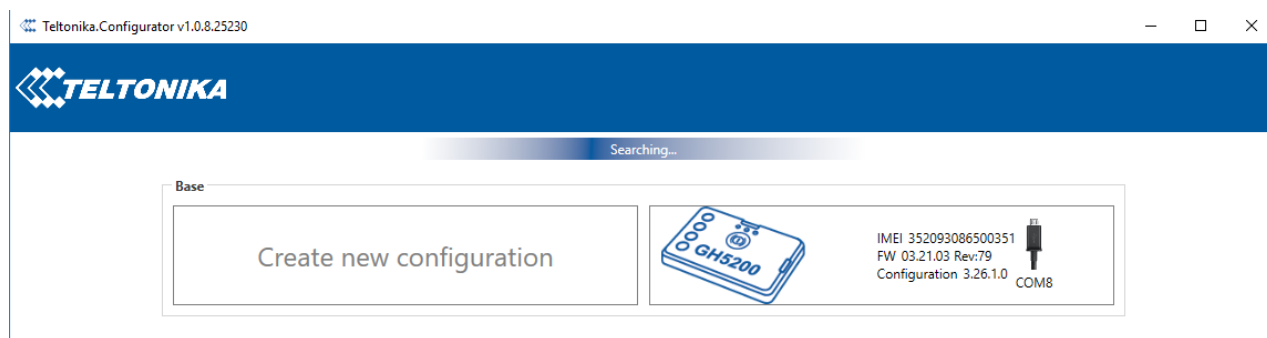 Teltonika.Configurator v1.0.8.25230
TELTONIKA
Searching...
Base
Create new configuration
GH5200
IMEI 352093086500351
FW 03.21.03 Rev:79
Configuration 3.26.1.0
COM8